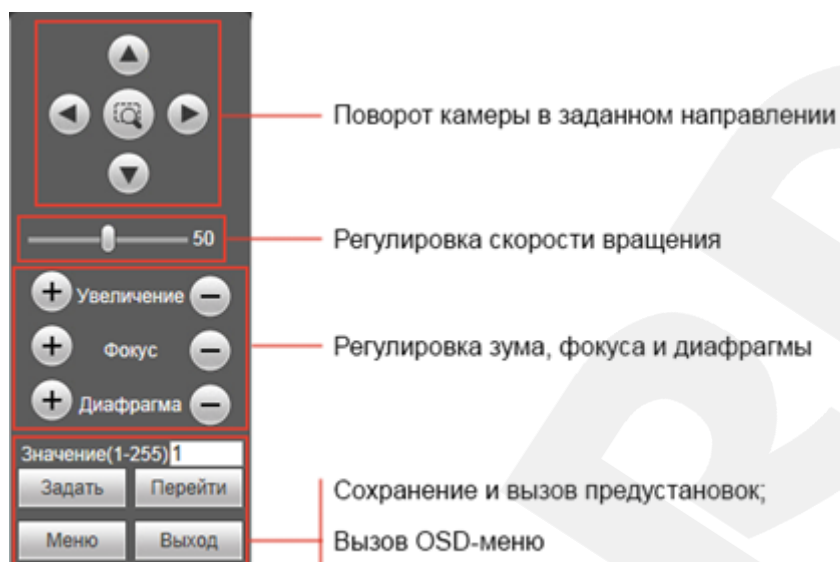 Поворот камеры в заданном направлении
50
Регулировка скорости вращения
Увеличение
Фокус
Диафрагма
Регулировка зума, фокуса и диафрагмы
Значение(1-255) 1
Задать Перейти
Меню Выход
Сохранение и вызов предустановок;
Вызов OSD-меню